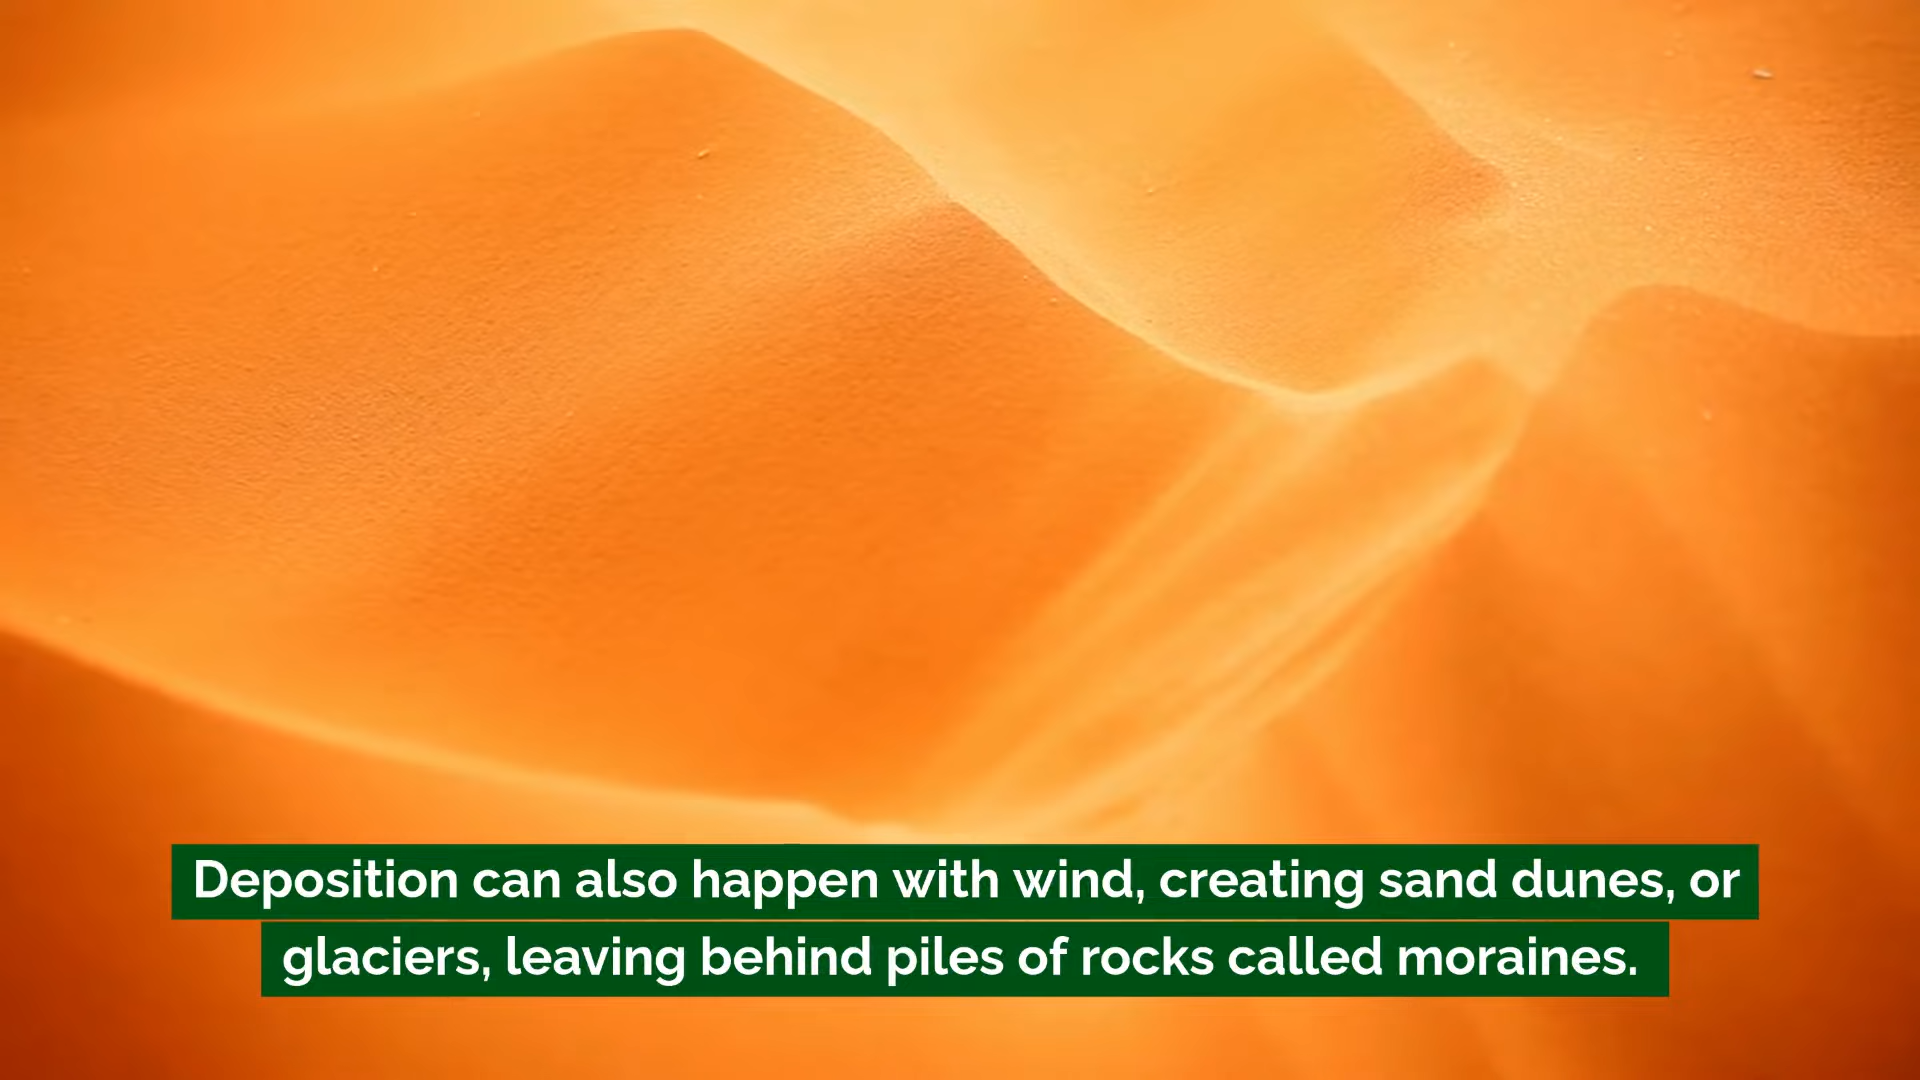 Deposition can also happen with wind, creating sand dunes, or
glaciers, leaving behind piles of rocks called moraines.